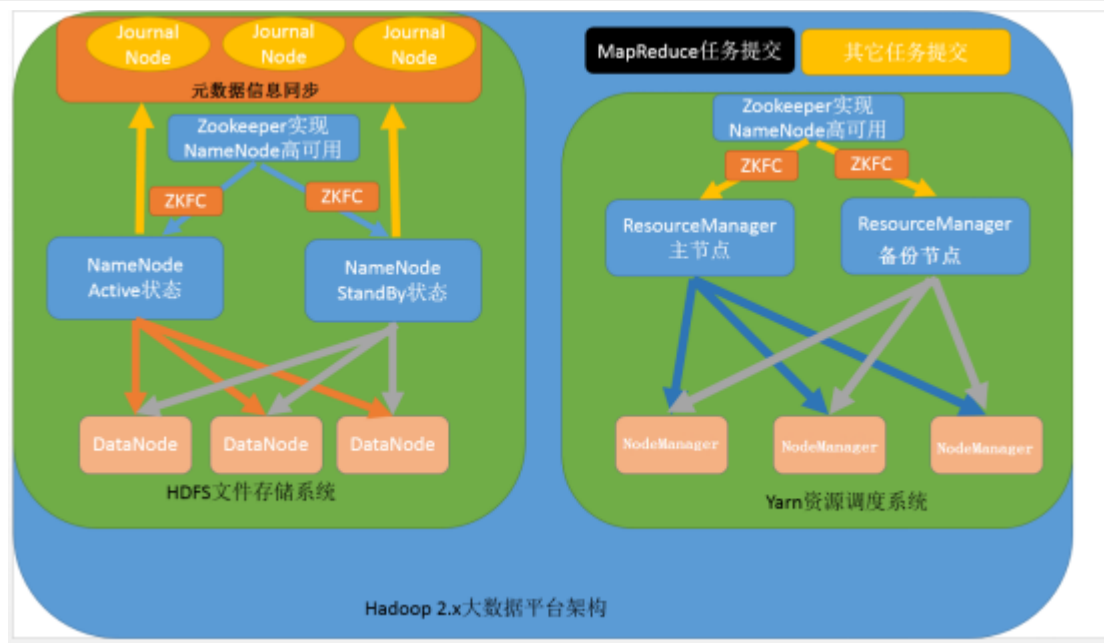 Journal
Node
Journal
Node
Journal
Node
元数据信息同步
Zookeeper实现
NameNode高可用
ZKFC
ZKFC
NameNode
Active状态
NameNode
StandBy状态
DataNode
DataNode
DataNode
HDFS文件存储系统
MapReduce任务提交
其它任务提交
Zookeeper实现
NameNode高可用
ZKFC
ZKFC
ResourceManager
主节点
ResourceManager
备份节点
NodeManager
NodeManager
NodeManager
Yarn资源调度系统
Hadoop 2.x大数据平台架构